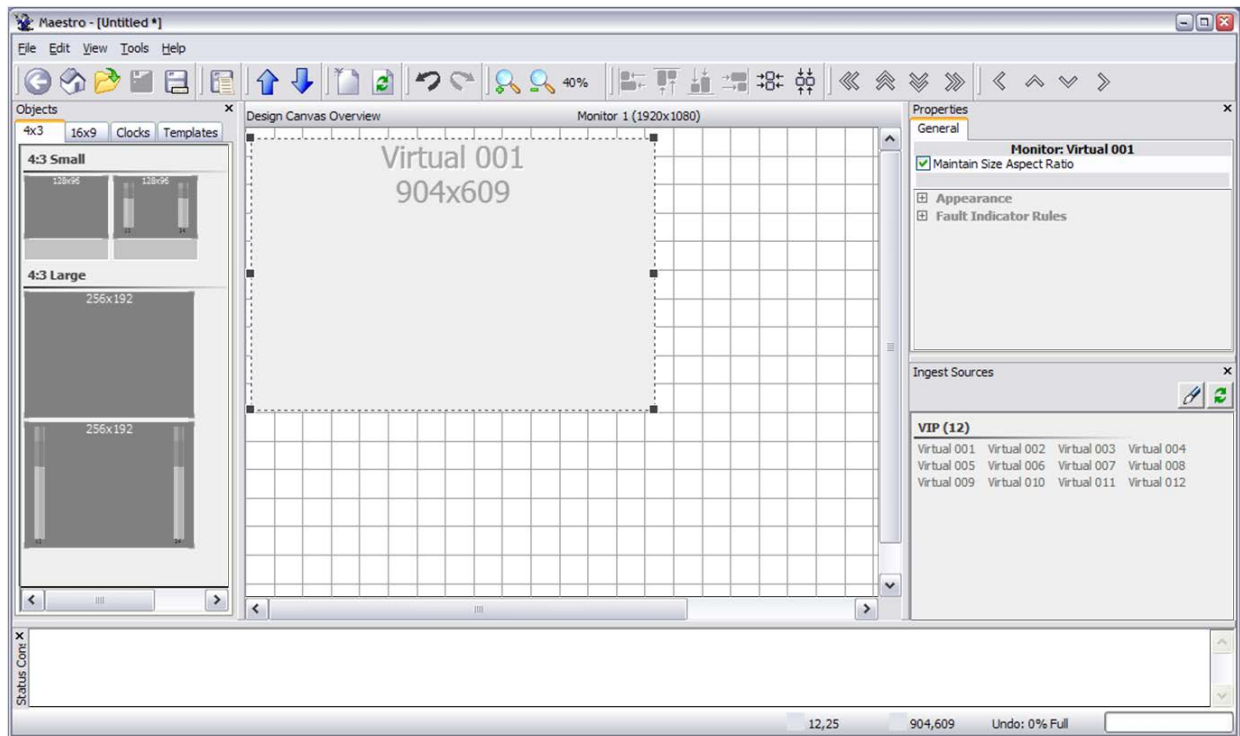 Maestro - [Untitled *]
File Edit View Tools Help
40%
Objects
4x3 16x9 Clocks Templates
4:3 Small
128x96 128x96
4:3 Large
256x192
256x192
Design Canvas Overview Monitor 1 (1920x1080)
Virtual 001
904x609
Properties
General
Monitor: Virtual 001
Maintain Size Aspect Ratio
Appearance
Fault Indicator Rules
Ingest Sources
VIP (12)
Virtual 001 Virtual 002 Virtual 003 Virtual 004
Virtual 005 Virtual 006 Virtual 007 Virtual 008
Virtual 009 Virtual 010 Virtual 011 Virtual 012
Status Cons
12,25 904,609 Undo: 0% Full